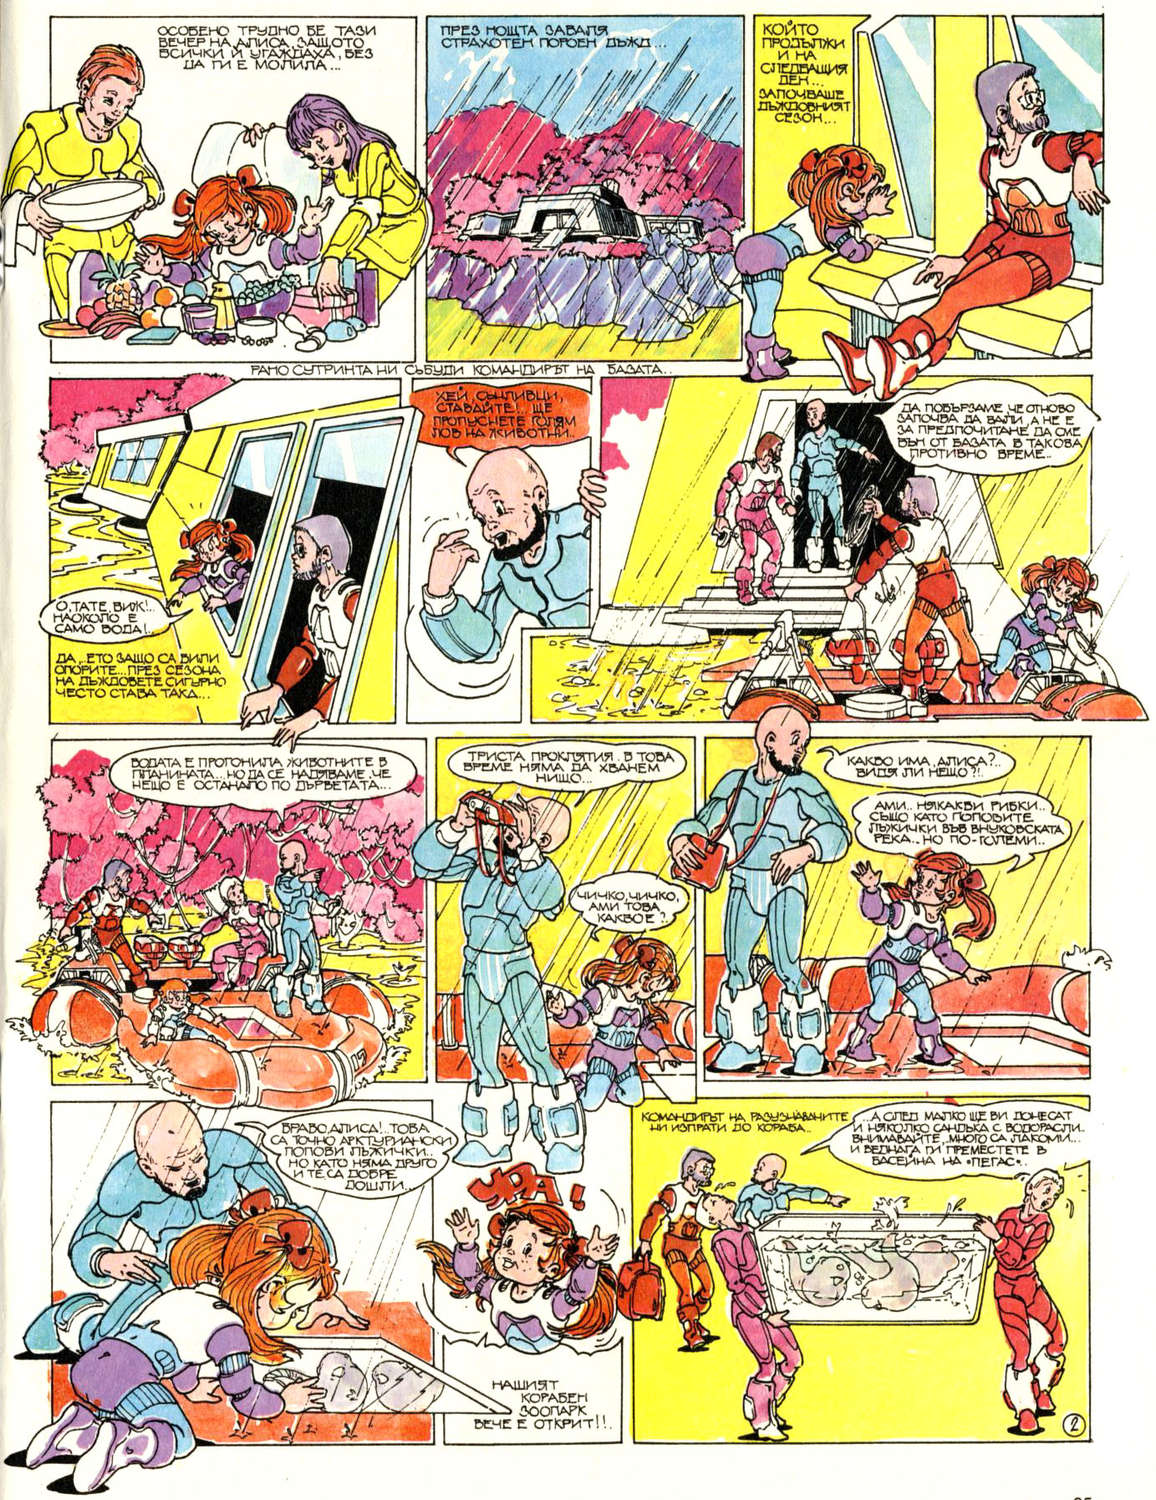 ОСОБЕНО ТРУДНО БЕ ТАЗИ
ВЕЧЕР НА АЛИСА, ЗАЩОТО
ВСИЧКИ Й УГАЖДАХА, БЕЗ
ДА ГИ Е МОЛИЛА...
ПРЕЗ НОЩТА ЗАВАЛЯ
СТРАХОТЕН ПОРОЕН ДЪЖД...
КОЙТО
ПРОДЪЛЖИ
И НА
СЛЕДВАЩИЯ
ДЕН...
ЗАПОЧВАШЕ
ДЪЖДОВНИЯТ
СЕЗОН...
РАНО СУТРИНТА НИ СЪБУДИ КОМАНДИРЪТ НА БАЗАТА...
О, ТАТЕ, ВИЖ!..
НАОКОЛО Е
САМО ВОДА!..
ДА, ЕТО ЗАЩО СА БИЛИ
ОПОРИТЕ... ПРЕЗ СЕЗОНА
НА ДЪЖДОВЕТЕ СИГУРНО
ЧЕСТО СТАВА ТАКА...
ХЕЙ, СЪНЛИВЦИ,
СТАВАЙТЕ!.. ЩЕ
ПРОПУСНЕТЕ ГОЛЯМ
ЛОВ НА ЖИВОТНИ...
ДА ПОБЪРЗАМЕ, ЧЕ ОТНОВО
ЗАПОЧВА ДА ВАЛИ, А НЕ Е
ЗА ПРЕДПОЧИТАНЕ ДА СМЕ
ВЪН ОТ БАЗАТА В ТАКОВА
ПРОТИВНО ВРЕМЕ...
ВОДАТА Е ПРОГОНИЛА ЖИВОТНИТЕ В
ПЛАНИНАТА... НО ДА СЕ НАДЯВАМЕ, ЧЕ
НЕЩО Е ОСТАНАЛО ПО ДЪРВЕТАТА...
ТРИСТА ПРОКЛЯТИЯ. В ТОВА
ВРЕМЕ НЯМА ДА ХВАНЕМ
НИЩО...
ЧИЧКО, ЧИЧКО,
АМИ ТОВА
КАКВО Е?
КАКВО ИМА, АЛИСА?..
ВИДЯ ЛИ НЕЩО?!.
АМИ.. НЯКАКВИ РИБКИ..
СЪЩО КАТО ПОПОВИТЕ
ЛЪЖИЧКИ ВЪВ ВНУКОВСКАТА
РЕКА.. НО ПО-ГОЛЕМИ..
БРАВО, АЛИСА!.. ТОВА
СА ТОЧНО АРКТУРИАНСКИ
ПОПОВИ ЛЪЖИЧКИ..
НО КАТО НЯМА ДРУГО
И ТЕ СА ДОБРЕ
ДОШЛИ...
УРА!
НАШИЯТ
КОРАБЕН
ЗООПАРК
ВЕЧЕ Е ОТКРИТ!!.
КОМАНДИРЪТ НА РАЗУЗНАВАЧИТЕ
НИ ИЗПРАТИ ДО КОРАБА..
...А СЛЕД МАЛКО ЩЕ ВИ ДОНЕСАТ
И НЯКОЛКО САНДЪКА С ВОДОРАСЛИ.
ВНИМАВАЙТЕ, МНОГО СА ЛАКОМИ...
И ВЕДНАГА ГИ ПРЕМЕСТЕТЕ В
БАСЕЙНА НА «ПЕГАС»..
2